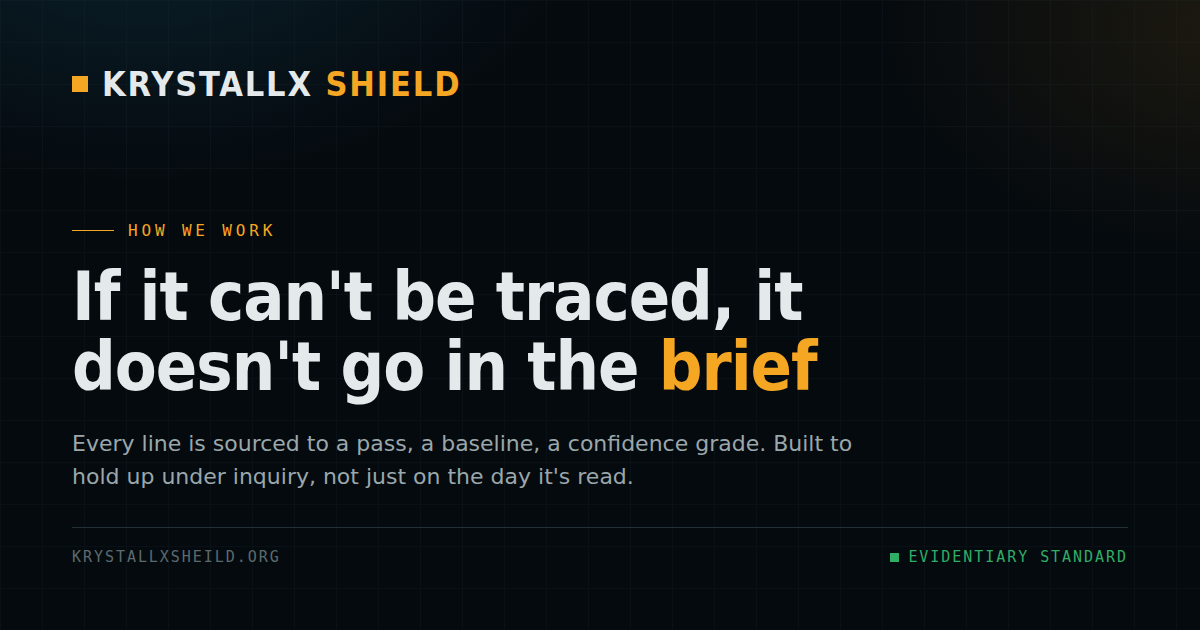 KRYSTALLX SHIELD
HOW WE WORK
If it can't be traced, it
doesn't go in the brief
Every line is sourced to a pass, a baseline, a confidence grade. Built to
hold up under inquiry, not just on the day it's read.
KRYSTALLXSHEILD.ORG
EVIDENTIARY STANDARD